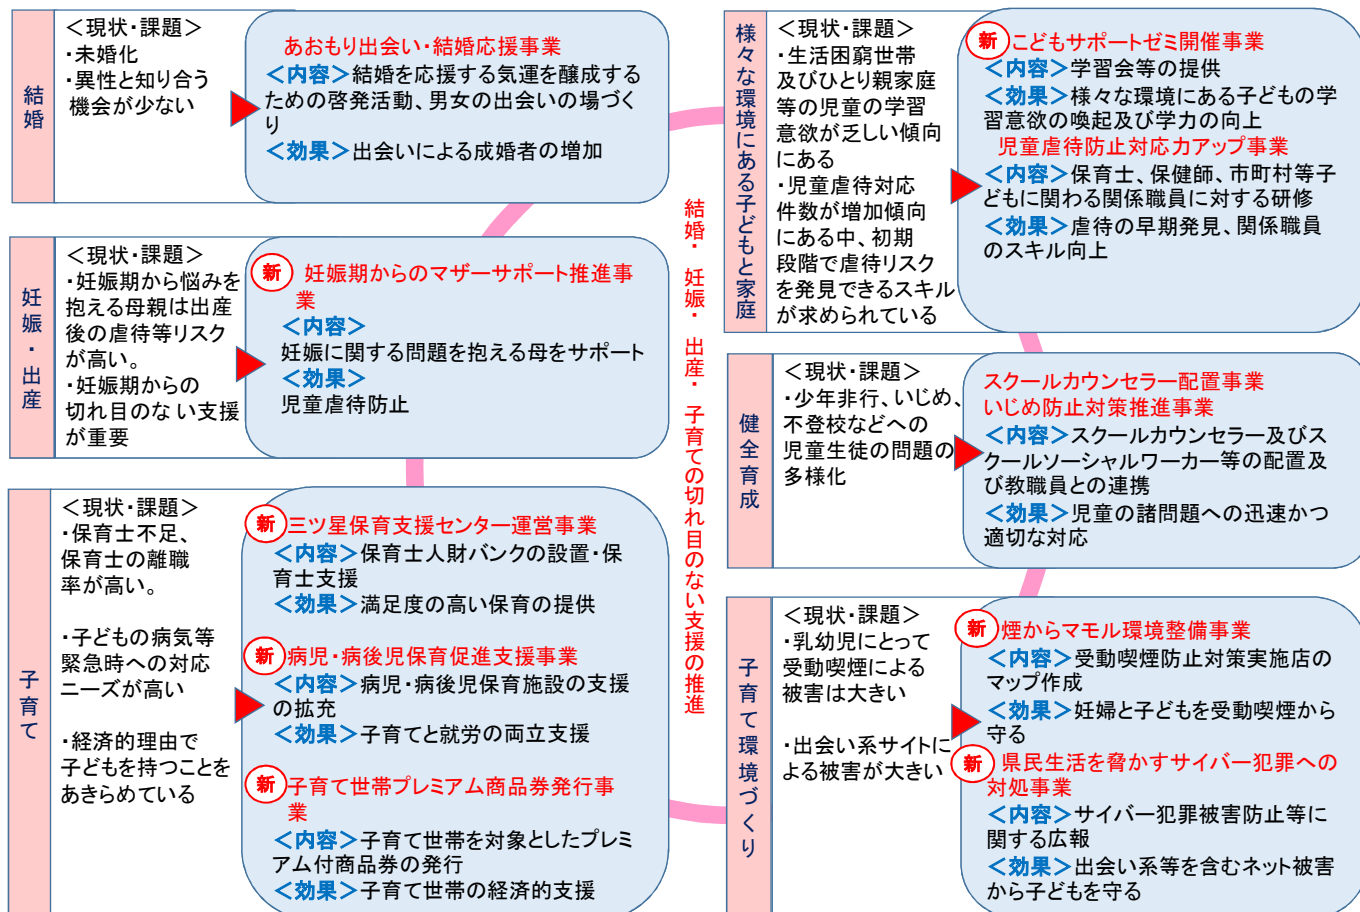 結婚
＜現状・課題＞
・未婚化
・異性と知り合う
機会が少ない
あおもり出会い・結婚応援事業
＜内容＞結婚を応援する気運を醸成する
ための啓発活動、男女の出会いの場づく
り
＜効果＞出会いによる成婚者の増加
妊娠・出産
＜現状・課題＞
・妊娠期から悩みを
抱える母親は出産
後の虐待等リスク
が高い。
・妊娠期からの
切れ目のない支援
が重要
新 妊娠期からのマザーサポート推進事
業
＜内容＞
妊娠に関する問題を抱える母をサポート
＜効果＞
児童虐待防止
子育て
＜現状・課題＞
・保育士不足、
保育士の離職
率が高い。
・子どもの病気等
緊急時への対応
ニーズが高い
・経済的理由で
子どもを持つことを
あきらめている
新 三ツ星保育支援センター運営事業
＜内容＞保育士人財バンクの設置・保
育士支援
＜効果＞満足度の高い保育の提供
新 病児・病後児保育促進支援事業
＜内容＞病児・病後児保育施設の支援
の拡充
＜効果＞子育てと就労の両立支援
新 子育て世帯プレミアム商品券発行事
業
＜内容＞子育て世帯を対象としたプレミ
アム付商品券の発行
＜効果＞子育て世帯の経済的支援
結婚・ 妊娠・ 出産・ 子育ての切れ目のない支援の推進
様々な環境にある子どもと家庭
＜現状・課題＞
・生活困窮世帯
及びひとり親家庭
等の児童の学習
意欲が乏しい傾向
にある
・児童虐待対応
件数が増加傾向
にある中、初期
段階で虐待リスク
を発見できるスキル
が求められている
新 こどもサポートゼミ開催事業
＜内容＞学習会等の提供
＜効果＞様々な環境にある子どもの学
習意欲の喚起及び学力の向上
児童虐待防止対応力アップ事業
＜内容＞保育士、保健師、市町村等子
どもに関わる関係職員に対する研修
＜効果＞虐待の早期発見、関係職員
のスキル向上
健全育成
＜現状・課題＞
・少年非行、いじめ、
不登校などへの
児童生徒の問題の
多様化
スクールカウンセラー配置事業
いじめ防止対策推進事業
＜内容＞スクールカウンセラー及びス
クールソーシャルワーカー等の配置及
び教職員との連携
＜効果＞児童の諸問題への迅速かつ
適切な対応
子育て環境づくり
＜現状・課題＞
・乳幼児にとって
受動喫煙による
被害は大きい
・出会い系サイトに
よる被害が大きい
新 煙からマモル環境整備事業
＜内容＞受動喫煙防止対策実施店の
マップ作成
＜効果＞妊婦と子どもを受動喫煙から
守る
新 県民生活を脅かすサイバー犯罪への
対処事業
＜内容＞サイバー犯罪被害防止等に
関する広報
＜効果＞出会い系等を含むネット被害
から子どもを守る